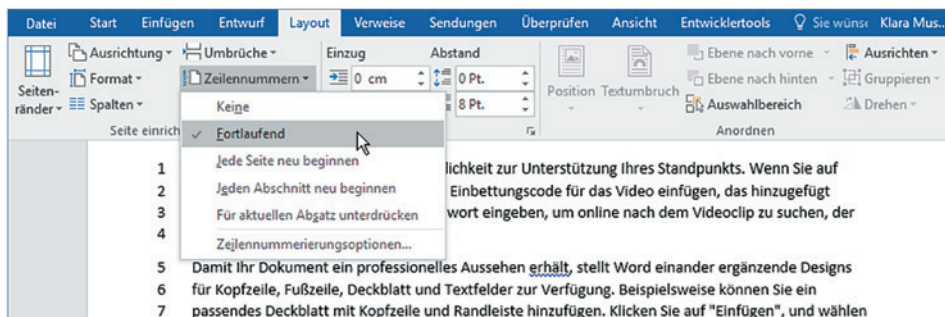 Datei Start Einfügen Entwurf Layout Verweise Sendungen Überprüfen Ansicht Entwicklertools Sie wünsc Klara Mus...
Ausrichtung Umbrüche Einzug Abstand Ebene nach vorne Ausrichten
Format Zeilennummern 0 cm 0 Pt. Ebene nach hinten Gruppieren
Seiten-
ränder Spalten 8 Pt. Position Textumbruch Auswahlbereich Drehen
Seite einrich Anordnen
Keine
Fortlaufend
Jede Seite neu beginnen
Jeden Abschnitt neu beginnen
Für aktuellen Absatz unterdrücken
Zeilennummerierungsoptionen...
1 lichkeit zur Unterstützung Ihres Standpunkts. Wenn Sie auf
2 Einbettungscode für das Video einfügen, das hinzugefügt
3 wort eingeben, um online nach dem Videoclip zu suchen, der
4
5 Damit Ihr Dokument ein professionelles Aussehen erhält, stellt Word einander ergänzende Designs
6 für Kopfzeile, Fußzeile, Deckblatt und Textfelder zur Verfügung. Beispielsweise können Sie ein
7 passendes Deckblatt mit Kopfzeile und Randleiste hinzufügen. Klicken Sie auf "Einfügen", und wählen